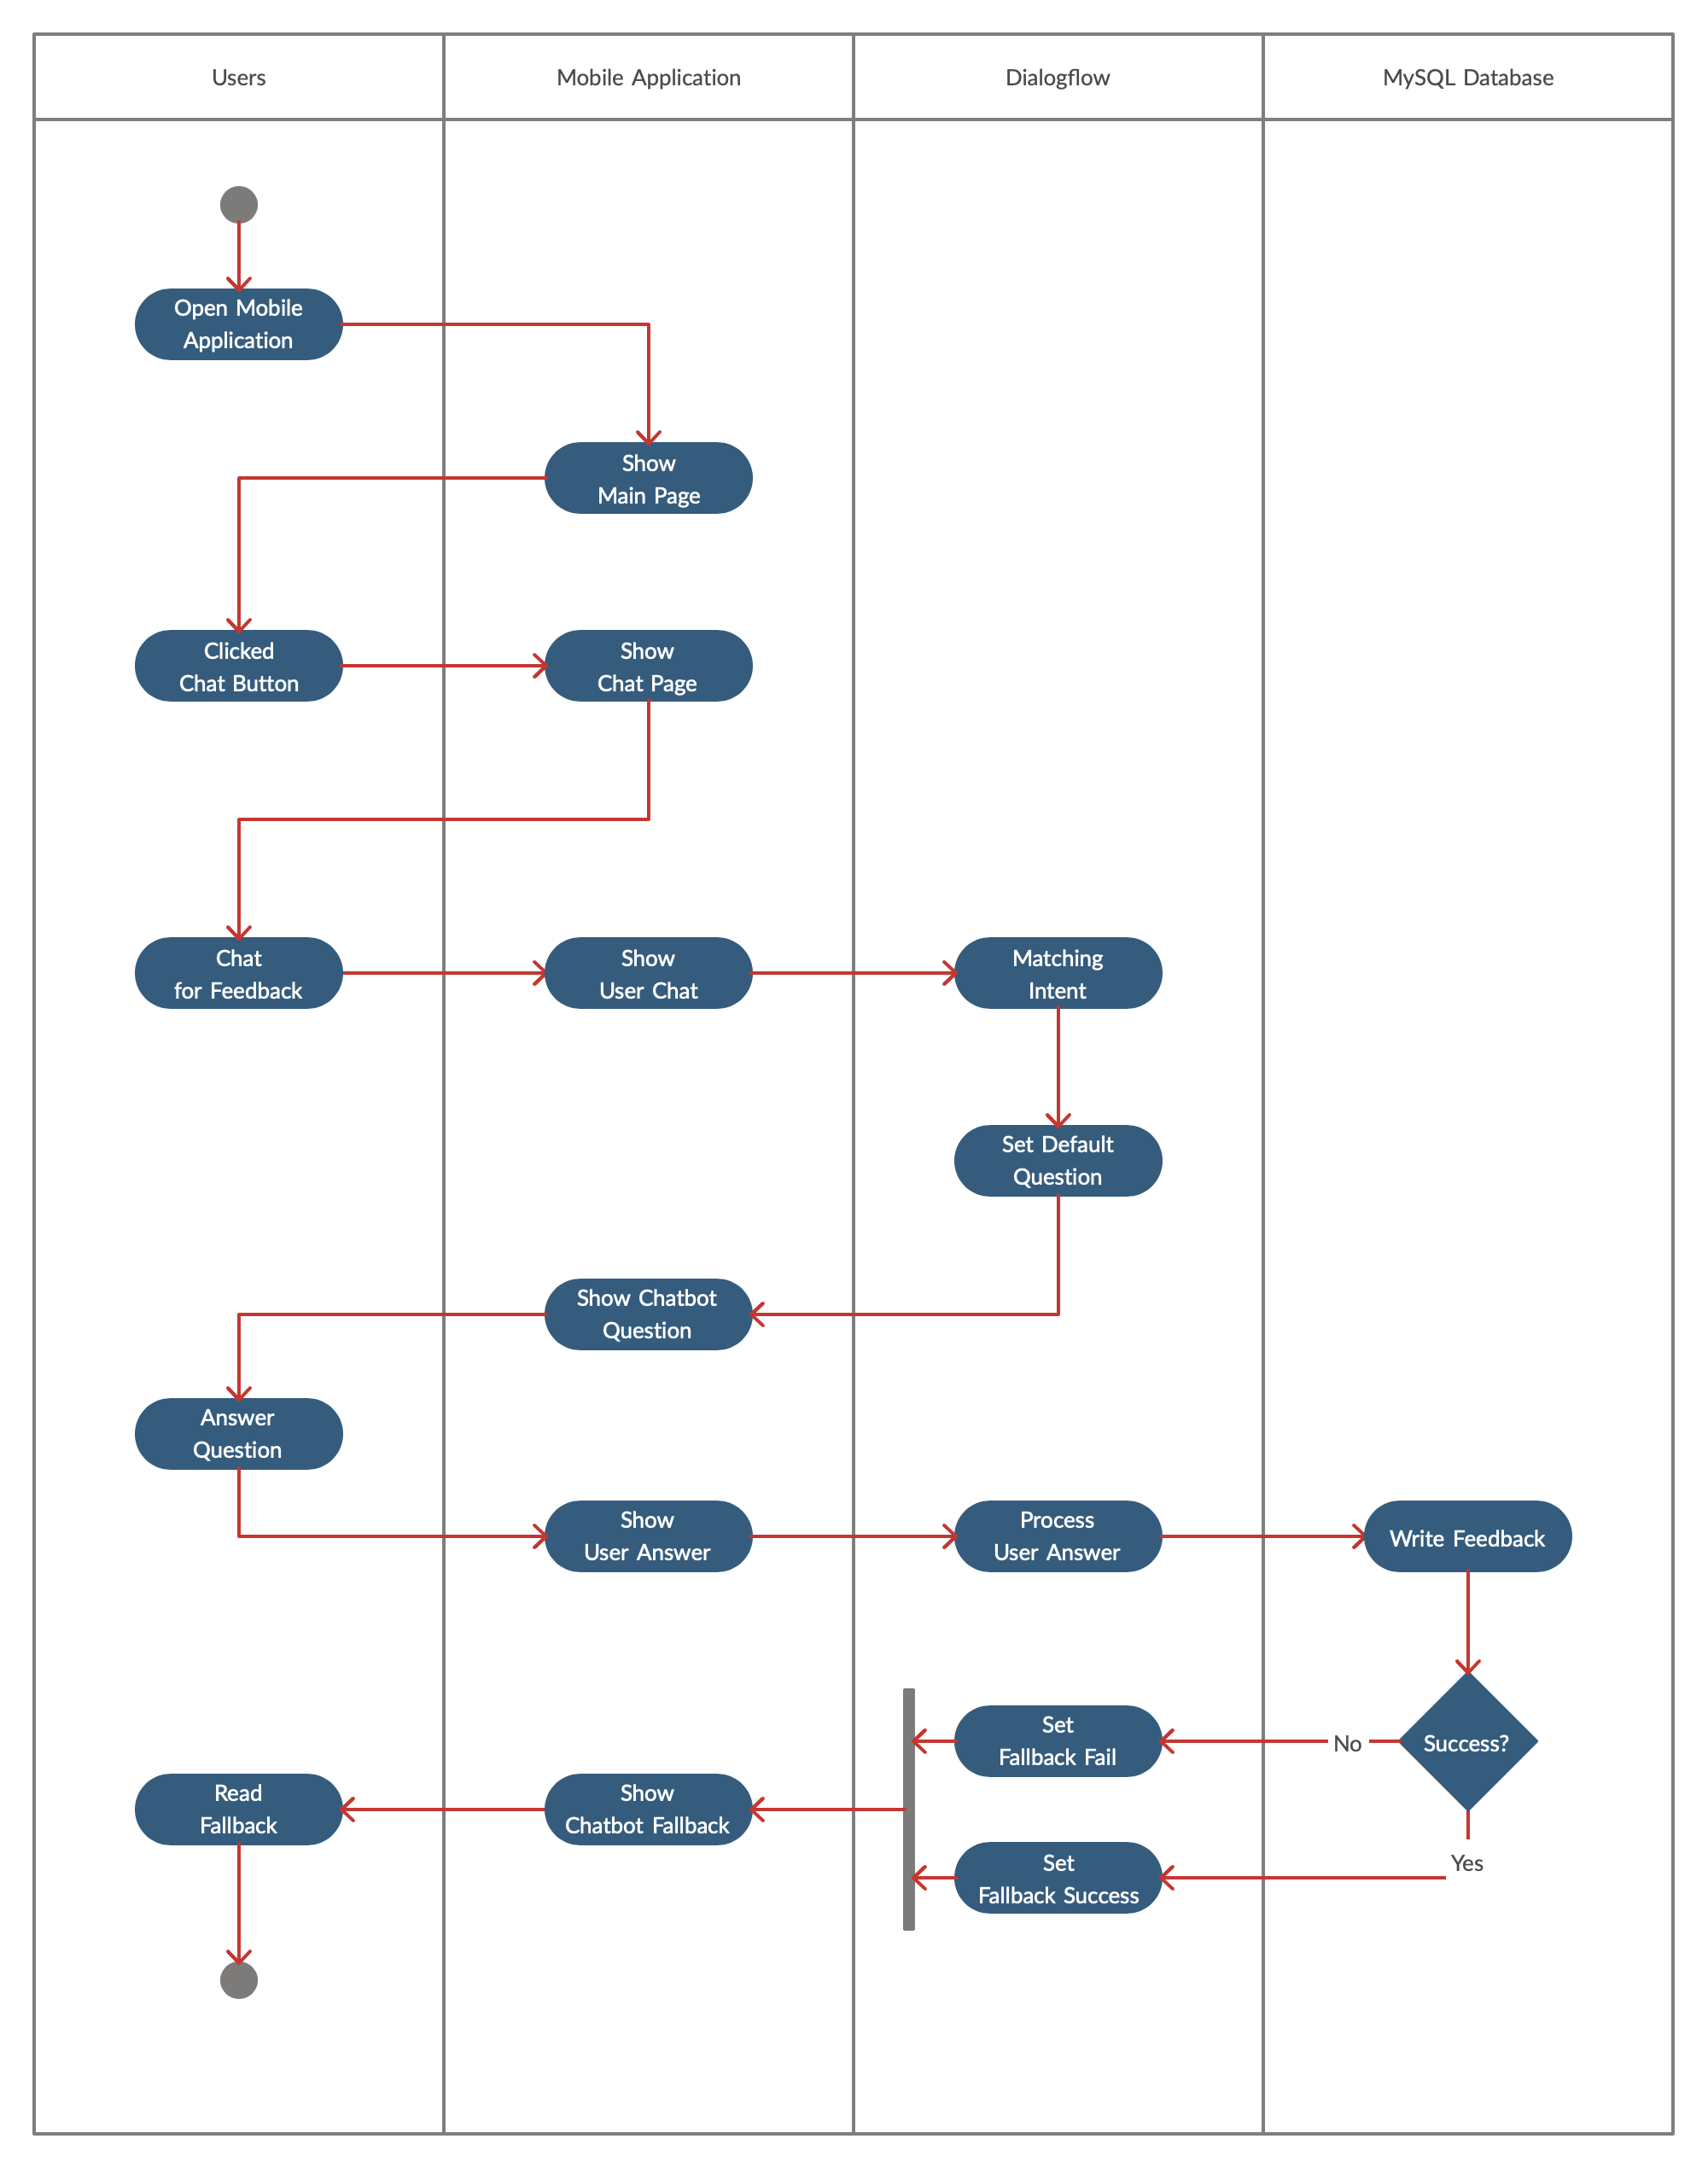 Users
Mobile Application
Dialogflow
MySQL Database
Open Mobile
Application
Show
Main Page
Clicked
Chat Button
Show
Chat Page
Chat
for Feedback
Show
User Chat
Matching
Intent
Set Default
Question
Show Chatbot
Question
Answer
Question
Show
User Answer
Process
User Answer
Write Feedback
Success?
No
Set
Fallback Fail
Yes
Set
Fallback Success
Show
Chatbot Fallback
Read
Fallback